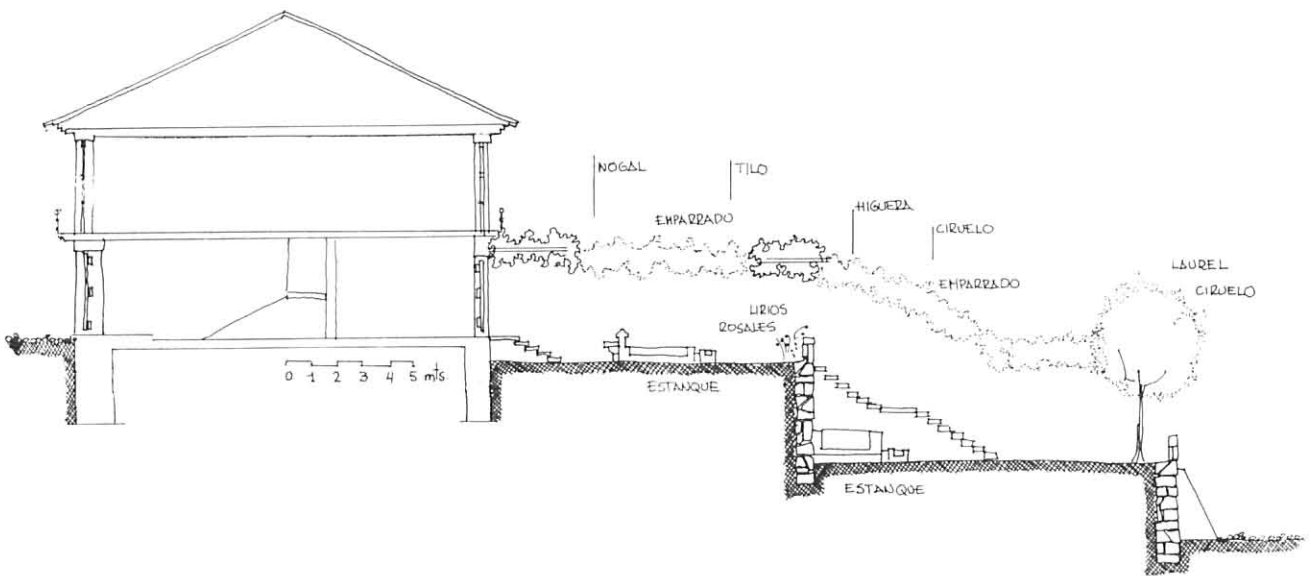 NOGAL
TILO
EMPARRADO
HIGUERA
CIRUELO
EMPARRADO
LAUREL
CIRUELO
LIRIOS
ROSALES
0 1 2 3 4 5 mts.
ESTANQUE
ESTANQUE